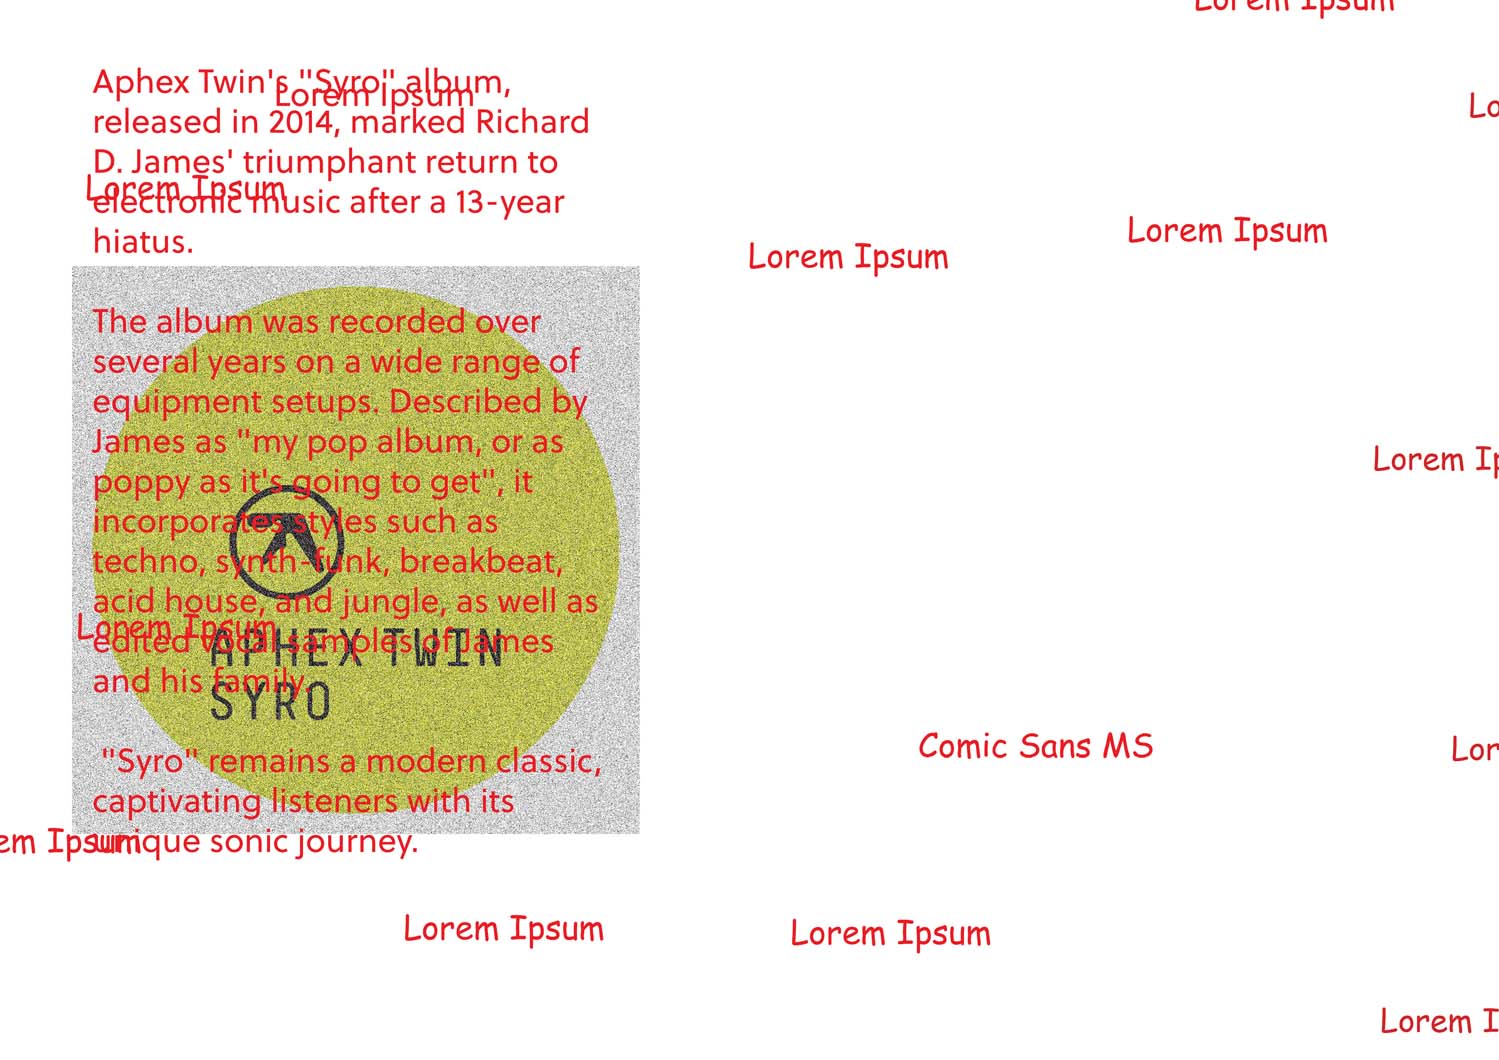 Lorem Ipsum
Aphex Twin's "Syro" album,
Lorem Ipsum
Lo
released in 2014, marked Richard
D. James' triumphant return to
Lorem Ipsum
electronic music after a 13-year
Lorem Ipsum
hiatus.
Lorem Ipsum
The album was recorded over
several years on a wide range of
equipment setups. Described by
James as "my pop album, or as
Lorem Ip
poppy as it's going to get", it
incorporates styles such as
techno, synth-funk, breakbeat,
acid house, and jungle, as well as
Lorem Ipsum
edited vocal samples of James
APHEX TWIN
and his family.
SYRO
Comic Sans MS
Lor
"Syro" remains a modern classic,
captivating listeners with its
em Ipsum
unique sonic journey.
Lorem Ipsum
Lorem Ipsum
Lorem I